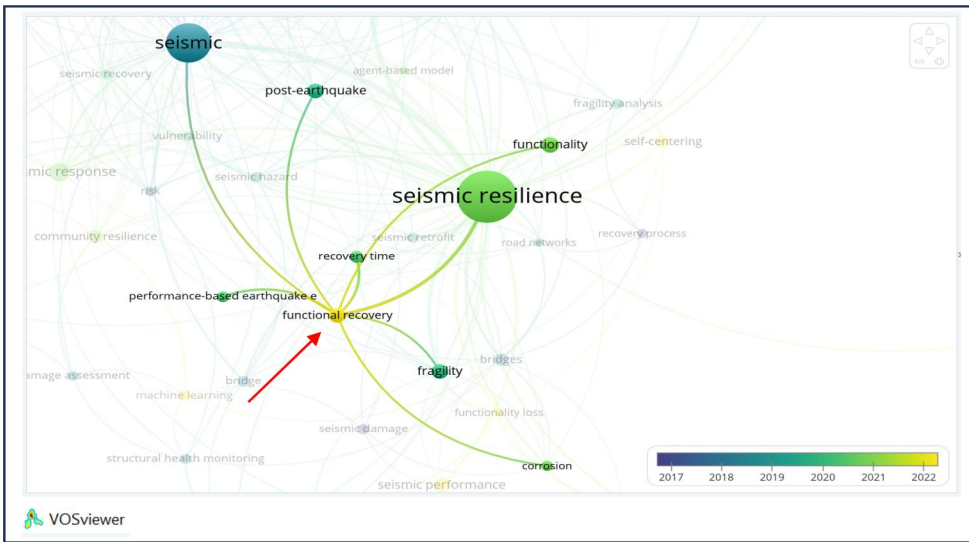 seismic
seismic recovery
agent-based model
post-earthquake
fragility analysis
vulnerability
functionality
self-centering
mic response
seismic hazard
risk
seismic resilience
community resilience
seismic retrofit
road networks
recovery process
recovery time
performance-based earthquake e
functional recovery
bridges
fragility
amage assessment
bridge
machine learning
functionality loss
seismic damage
structural health monitoring
corrosion
seismic performance
2017 2018 2019 2020 2021 2022
VOSviewer